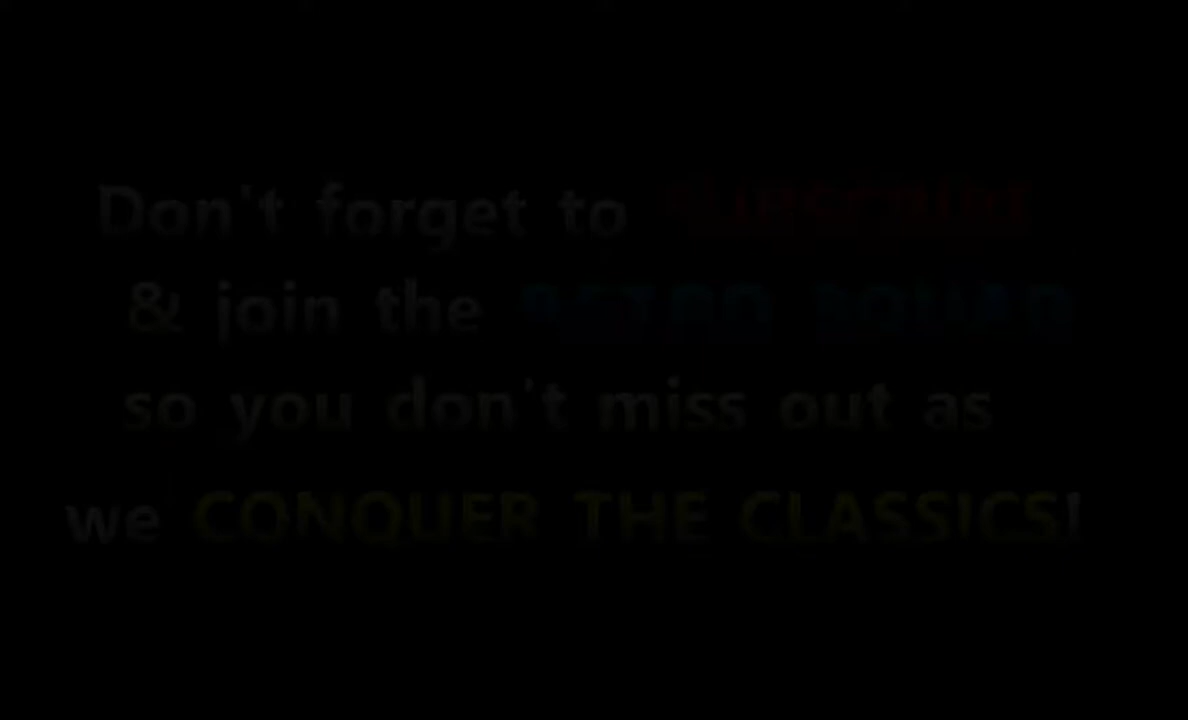 Don't forget to
& join the
so you don't miss out as
we CONQUER THE CLASSICS!